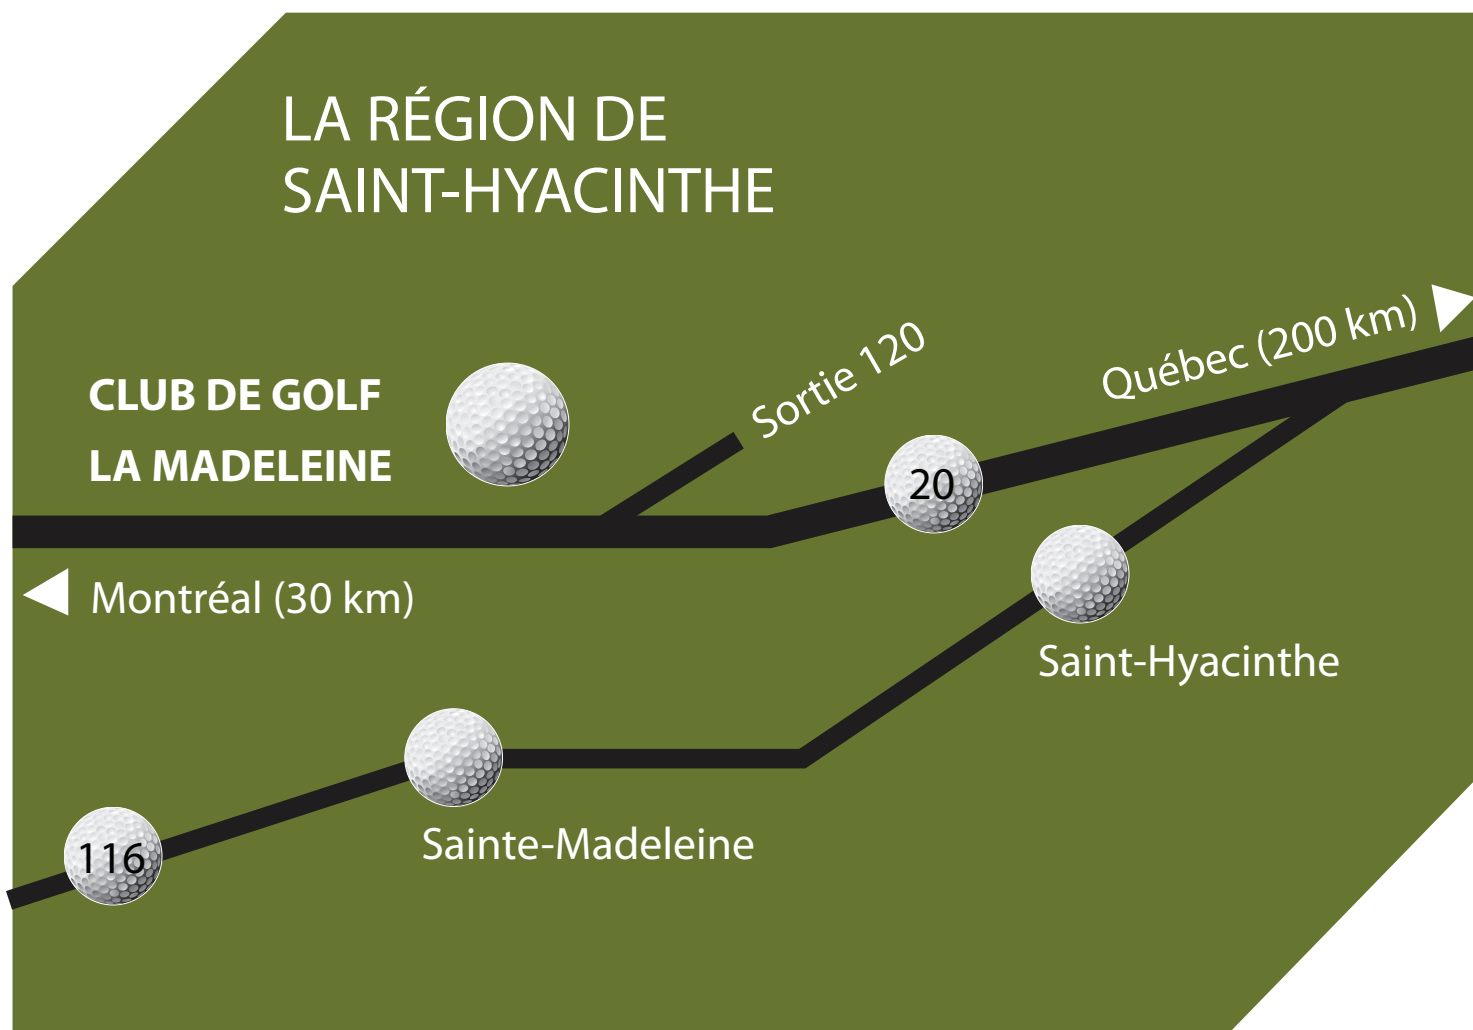 LA RÉGION DE
SAINT-HYACINTHE
Sortie 120
Québec (200 km)
CLUB DE GOLF
LA MADELEINE
20
Montréal (30 km)
Saint-Hyacinthe
Sainte-Madeleine
116